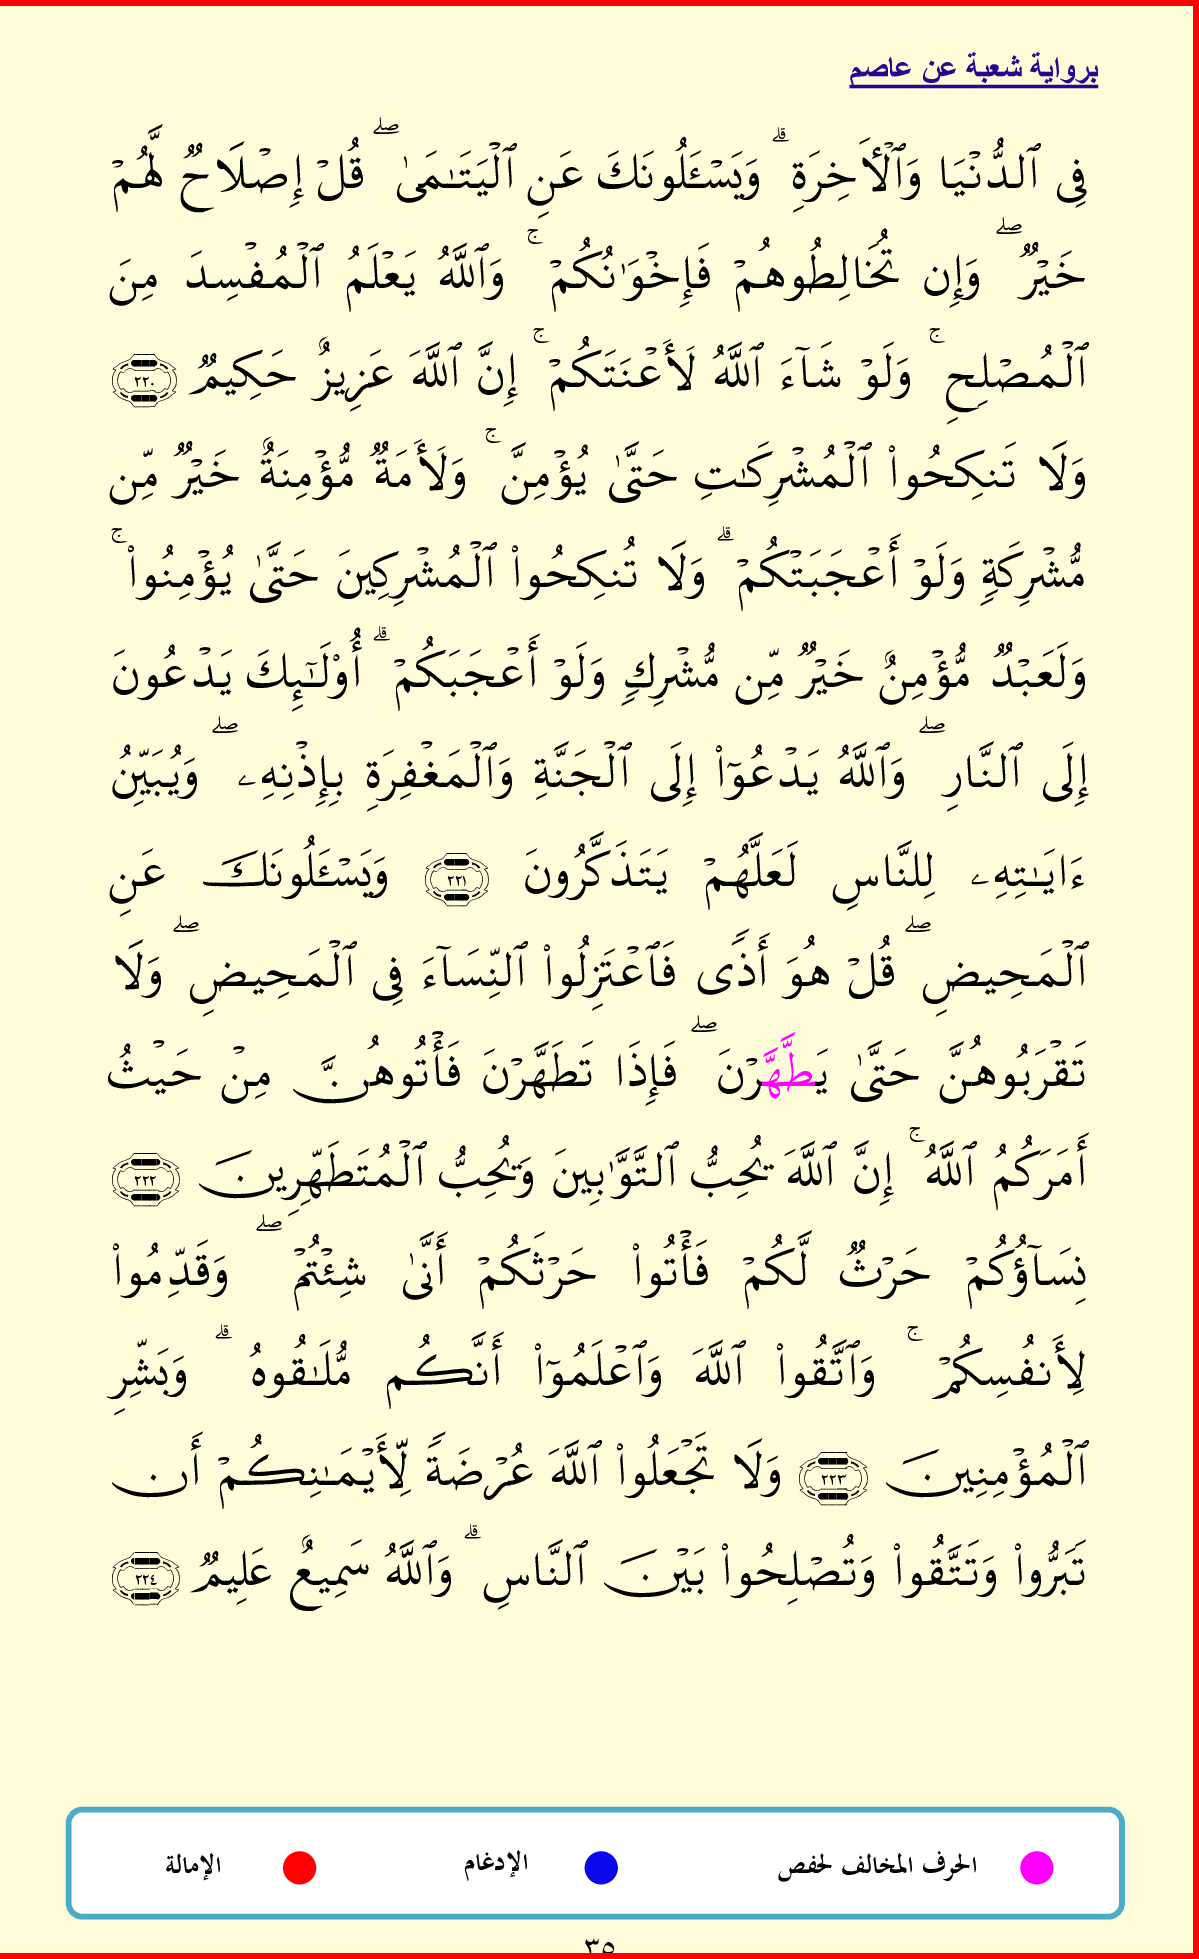 برواية شعبة عن عاصم
فِي ٱلدُّنۡيَا وَٱلۡأٓخِرَةِۗ وَيَسۡـَٔلُونَكَ عَنِ ٱلۡيَتَٰمَىٰۖ قُلۡ إِصۡلَاحٞ لَّهُمۡ
خَيۡرٞۖ وَإِن تُخَالِطُوهُمۡ فَإِخۡوَٰنُكُمۡۚ وَٱللَّهُ يَعۡلَمُ ٱلۡمُفۡسِدَ مِنَ
ٱلۡمُصۡلِحِۚ وَلَوۡ شَآءَ ٱللَّهُ لَأَعۡنَتَكُمۡۚ إِنَّ ٱللَّهَ عَزِيزٌ حَكِيمٞ ٢٢٠
وَلَا تَنكِحُواْ ٱلۡمُشۡرِكَٰتِ حَتَّىٰ يُؤۡمِنَّۚ وَلَأَمَةٞ مُّؤۡمِنَةٌ خَيۡرٞ مِّن
مُّشۡرِكَةٖ وَلَوۡ أَعۡجَبَتۡكُمۡۗ وَلَا تُنكِحُواْ ٱلۡمُشۡرِكِينَ حَتَّىٰ يُؤۡمِنُواْۚ
وَلَعَبۡدٞ مُّؤۡمِنٌ خَيۡرٞ مِّن مُّشۡرِكٖ وَلَوۡ أَعۡجَبَكُمۡۗ أُوْلَٰٓئِكَ يَدۡعُونَ
إِلَى ٱلنَّارِۖ وَٱللَّهُ يَدۡعُوٓاْ إِلَى ٱلۡجَنَّةِ وَٱلۡمَغۡفِرَةِ بِإِذۡنِهِۦۖ وَيُبَيِّنُ
ءَايَٰتِهِۦ لِلنَّاسِ لَعَلَّهُمۡ يَتَذَكَّرُونَ ٢٢١ وَيَسۡـَٔلُونَكَ عَنِ
ٱلۡمَحِيضِۖ قُلۡ هُوَ أَذٗى فَٱعۡتَزِلُواْ ٱلنِّسَآءَ فِي ٱلۡمَحِيضِۖ وَلَا
تَقۡرَبُوهُنَّ حَتَّىٰ يَطَّهَّرۡنَۖ فَإِذَا تَطَهَّرۡنَ فَأۡتُوهُنَّ مِنۡ حَيۡثُ
أَمَرَكُمُ ٱللَّهُۚ إِنَّ ٱللَّهَ يُحِبُّ ٱلتَّوَّٰبِينَ وَيُحِبُّ ٱلۡمُتَطَهِّرِينَ ٢٢٢
نِسَآؤُكُمۡ حَرۡثٞ لَّكُمۡ فَأۡتُواْ حَرۡثَكُمۡ أَنَّىٰ شِئۡتُمۡۖ وَقَدِّمُواْ
لِأَنفُسِكُمۡۚ وَٱتَّقُواْ ٱللَّهَ وَٱعۡلَمُوٓاْ أَنَّكُم مُّلَٰقُوهُۗ وَبَشِّرِ
ٱلۡمُؤۡمِنِينَ ٢٢٣ وَلَا تَجۡعَلُواْ ٱللَّهَ عُرۡضَةٗ لِّأَيۡمَٰنِكُمۡ أَن
تَبَرُّواْ وَتَتَّقُواْ وَتُصۡلِحُواْ بَيۡنَ ٱلنَّاسِۗ وَٱللَّهُ سَمِيعٌ عَلِيمٞ ٢٢٤
الحرف المخالف لحفص الإدغام الإمالة
٣٥